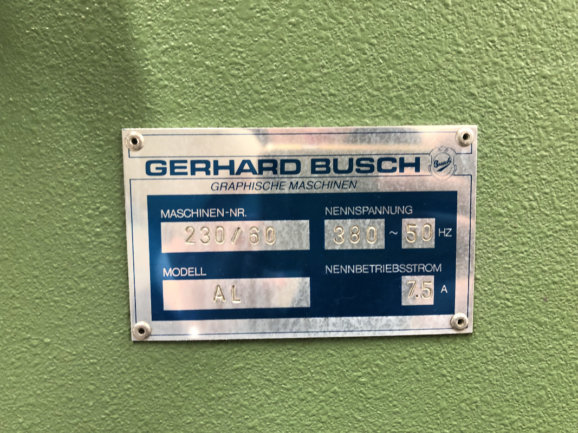 GERHARD BUSCH
GRAPHISCHE MASCHINEN
MASCHINEN-NR. NENNSPANNUNG
230/60 380 ~ 50 HZ
MODELL NENNBETRIEBSSTROM
AL 7.5 A